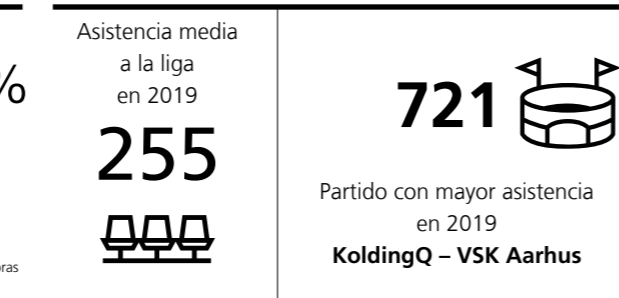 %
Asistencia media
a la liga
en 2019
255
721
Partido con mayor asistencia
en 2019
KoldingQ – VSK Aarhus